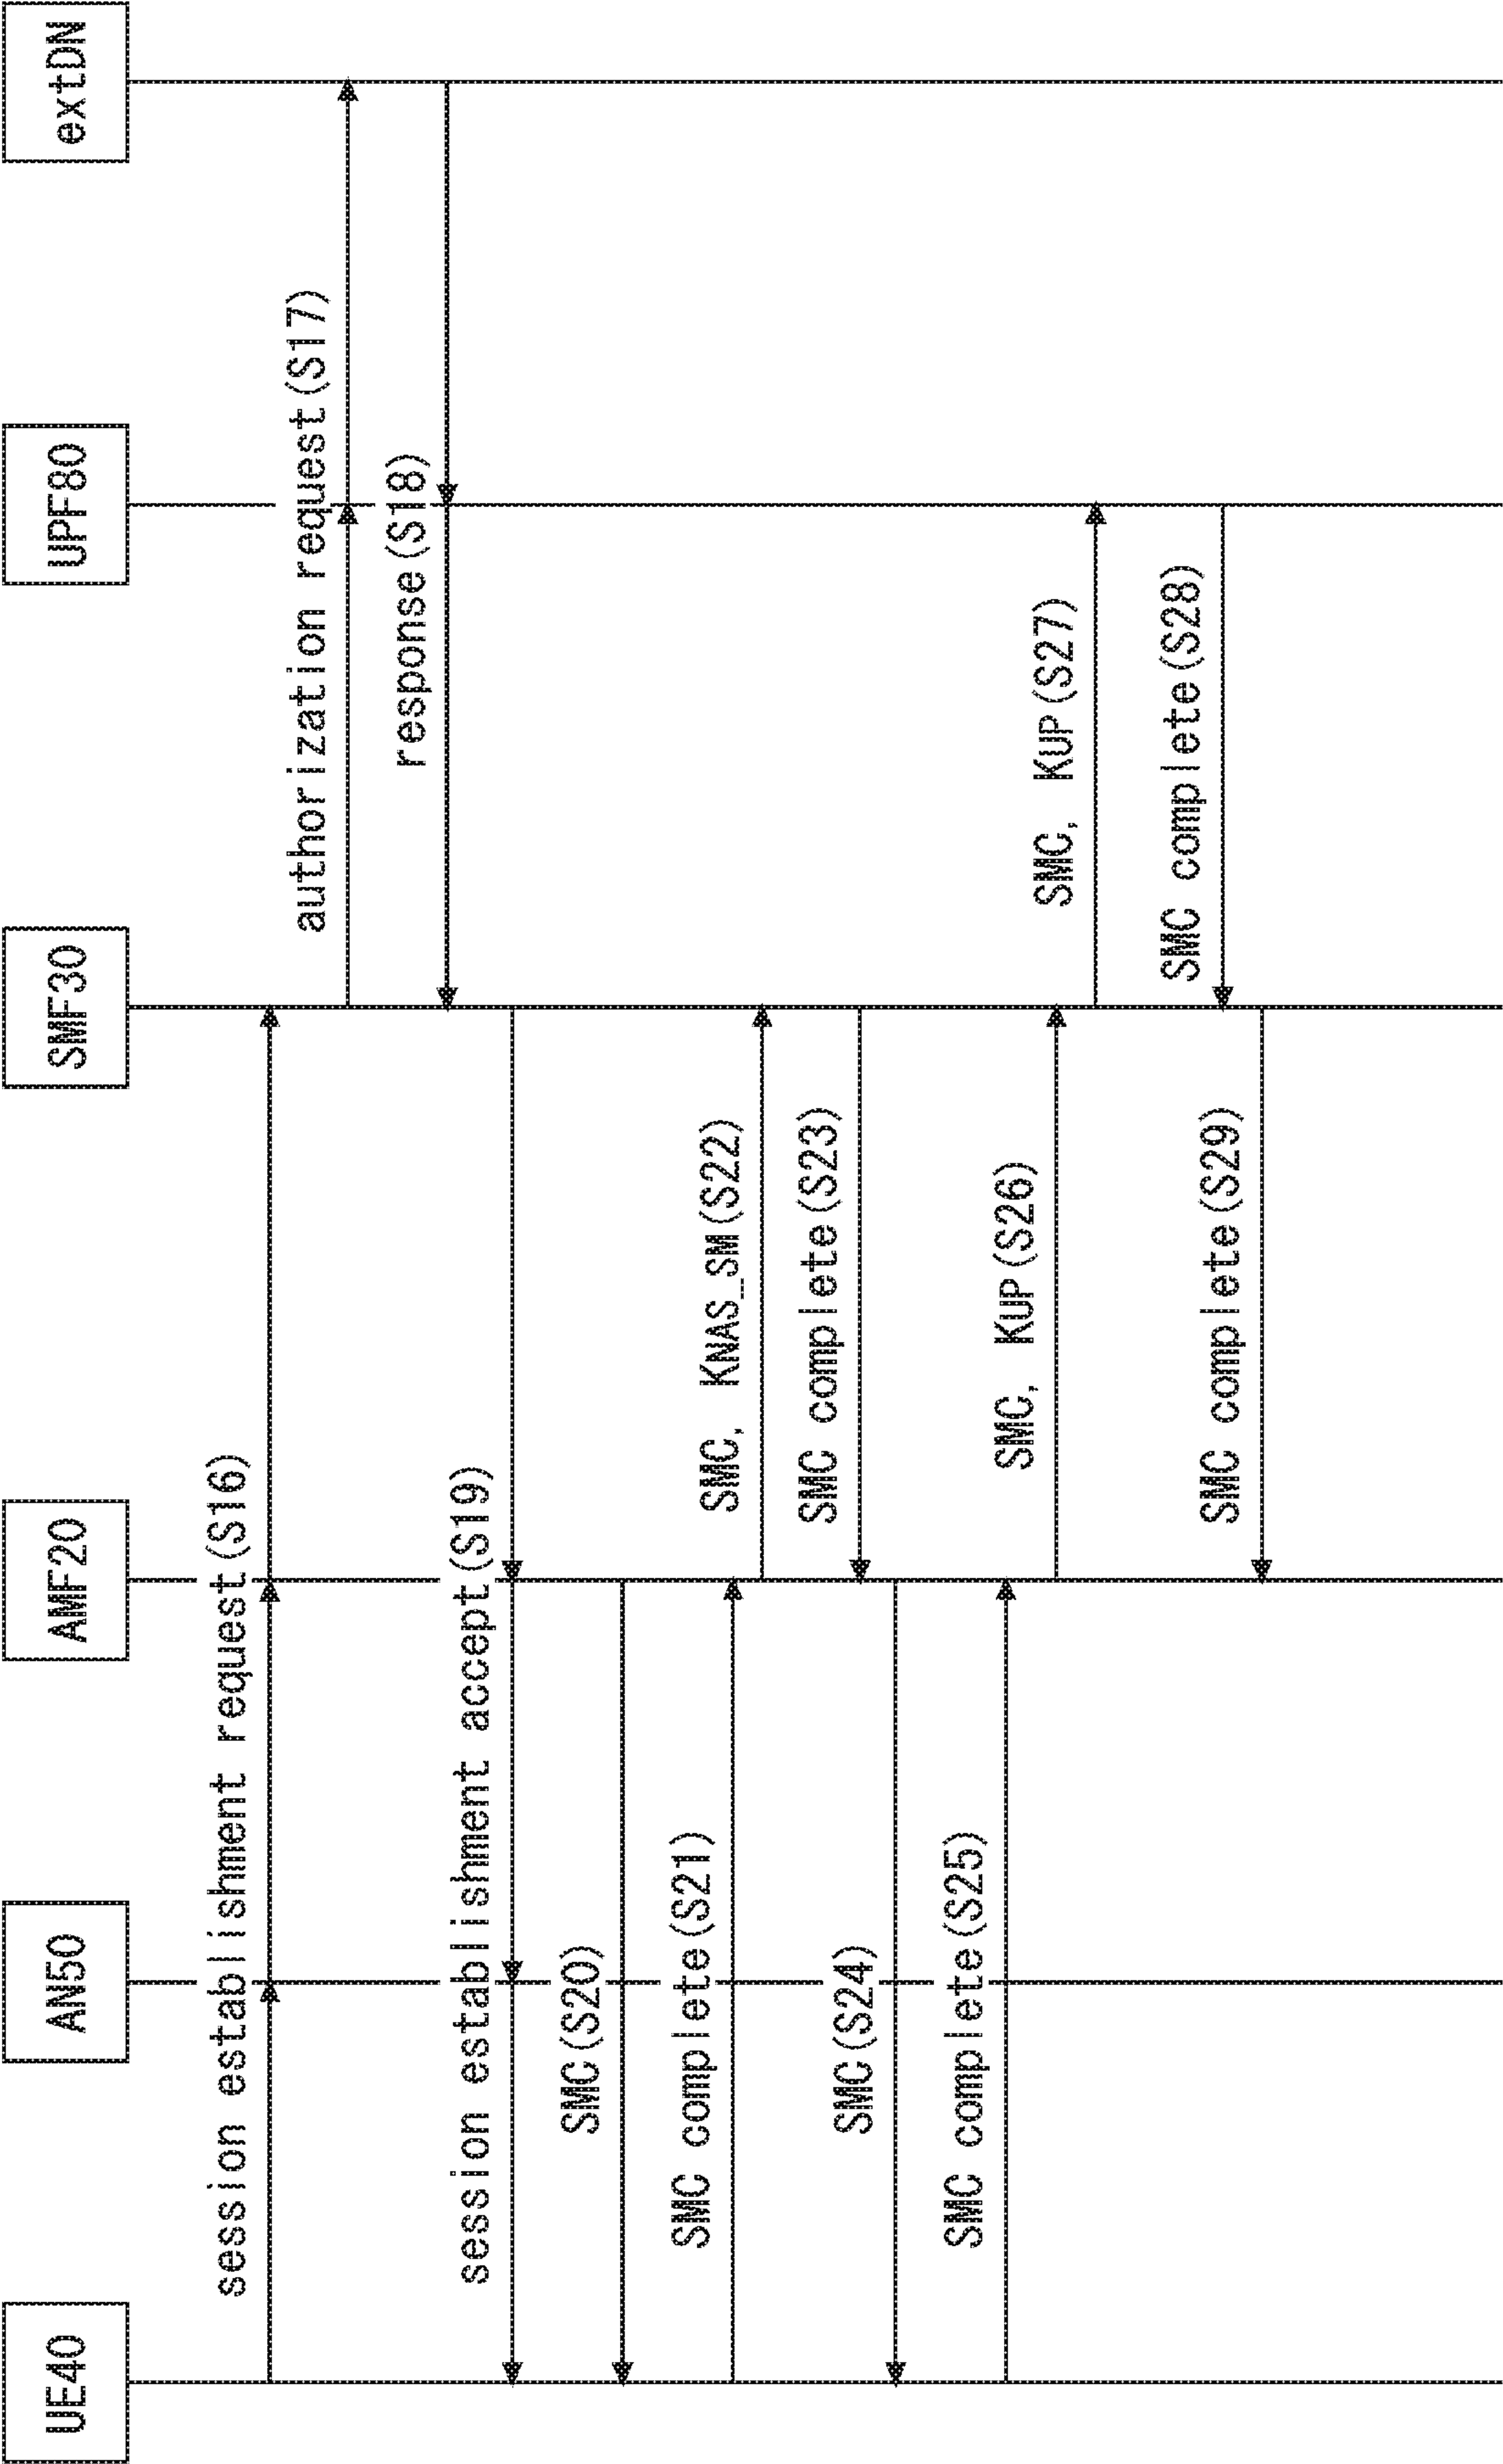 UE40
AN50
AMF20
SMF30
UPF80
extDN
session establishment request(S16)
authorization request(S17)
response(S18)
session establishment accept(S19)
SMC(S20)
SMC complete(S21)
SMC, KNAS_SM(S22)
SMC complete(S23)
SMC(S24)
SMC complete(S25)
SMC, KUP(S26)
SMC, KUP(S27)
SMC complete(S28)
SMC complete(S29)